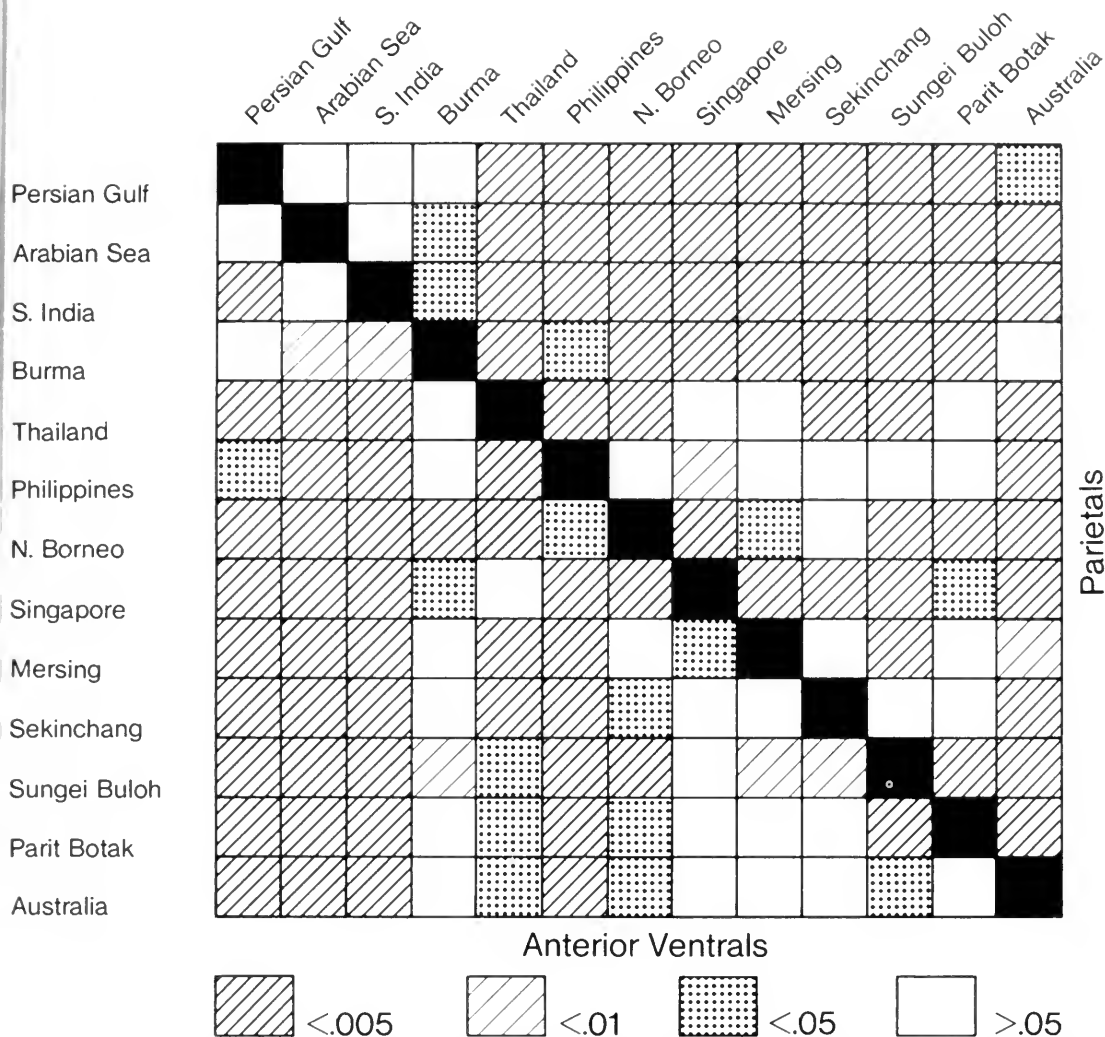 Persian Gulf
Arabian Sea
S. India
Burma
Thailand
Philippines
N. Borneo
Singapore
Mersing
Sekinchang
Sungei Buloh
Parit Botak
Australia
Persian Gulf
Arabian Sea
S. India
Burma
Thailand
Philippines
N. Borneo
Singapore
Mersing
Sekinchang
Sungei Buloh
Parit Botak
Australia
Parietals
Anterior Ventrals
<.005 <.01 <.05 >.05